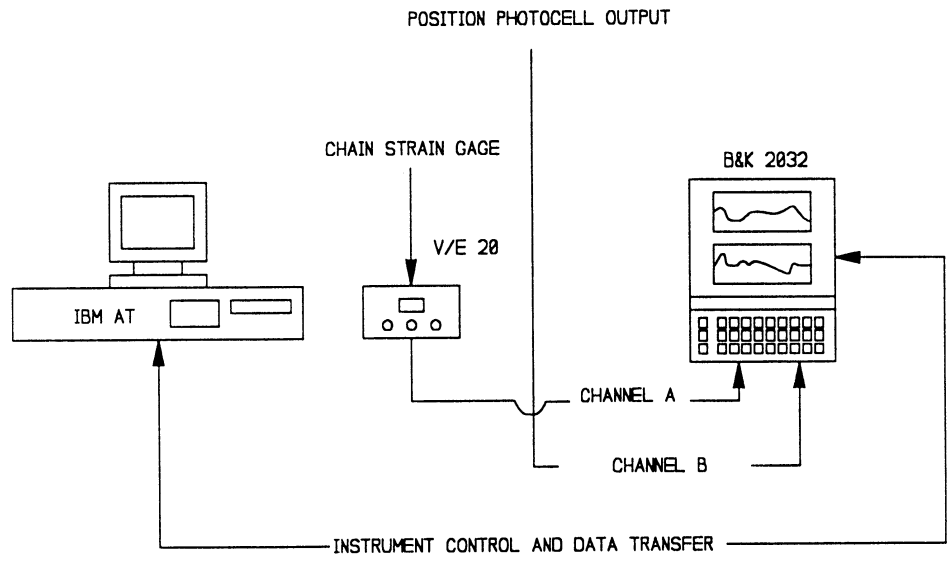 POSITION PHOTOCELL OUTPUT
CHAIN STRAIN GAGE
B&K 2032
V/E 20
IBM AT
CHANNEL A
CHANNEL B
INSTRUMENT CONTROL AND DATA TRANSFER